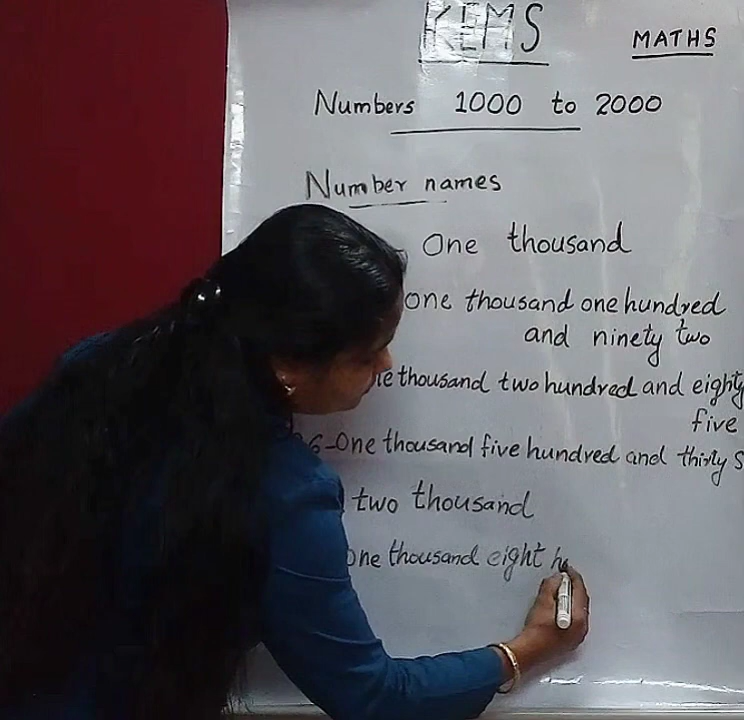 KEMS
MATHS
Numbers 1000 to 2000
Number names
One thousand
one thousand one hundred
and ninety two
thousand two hundred and eighty
five
6-One thousand five hundred and thirty S
two thousand
one thousand eight